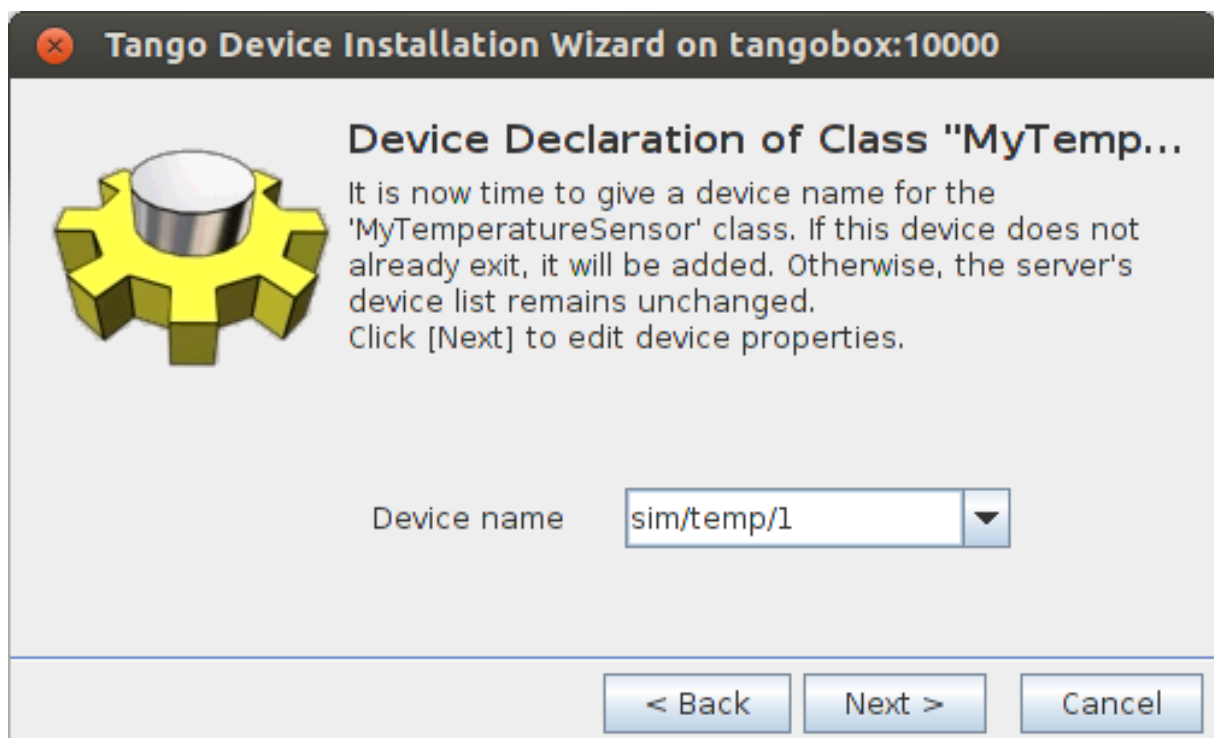 Tango Device Installation Wizard on tangobox:10000
Device Declaration of Class "MyTemp...
It is now time to give a device name for the
'MyTemperatureSensor' class. If this device does not
already exit, it will be added. Otherwise, the server's
device list remains unchanged.
Click [Next] to edit device properties.
Device name sim/temp/1
< Back Next > Cancel